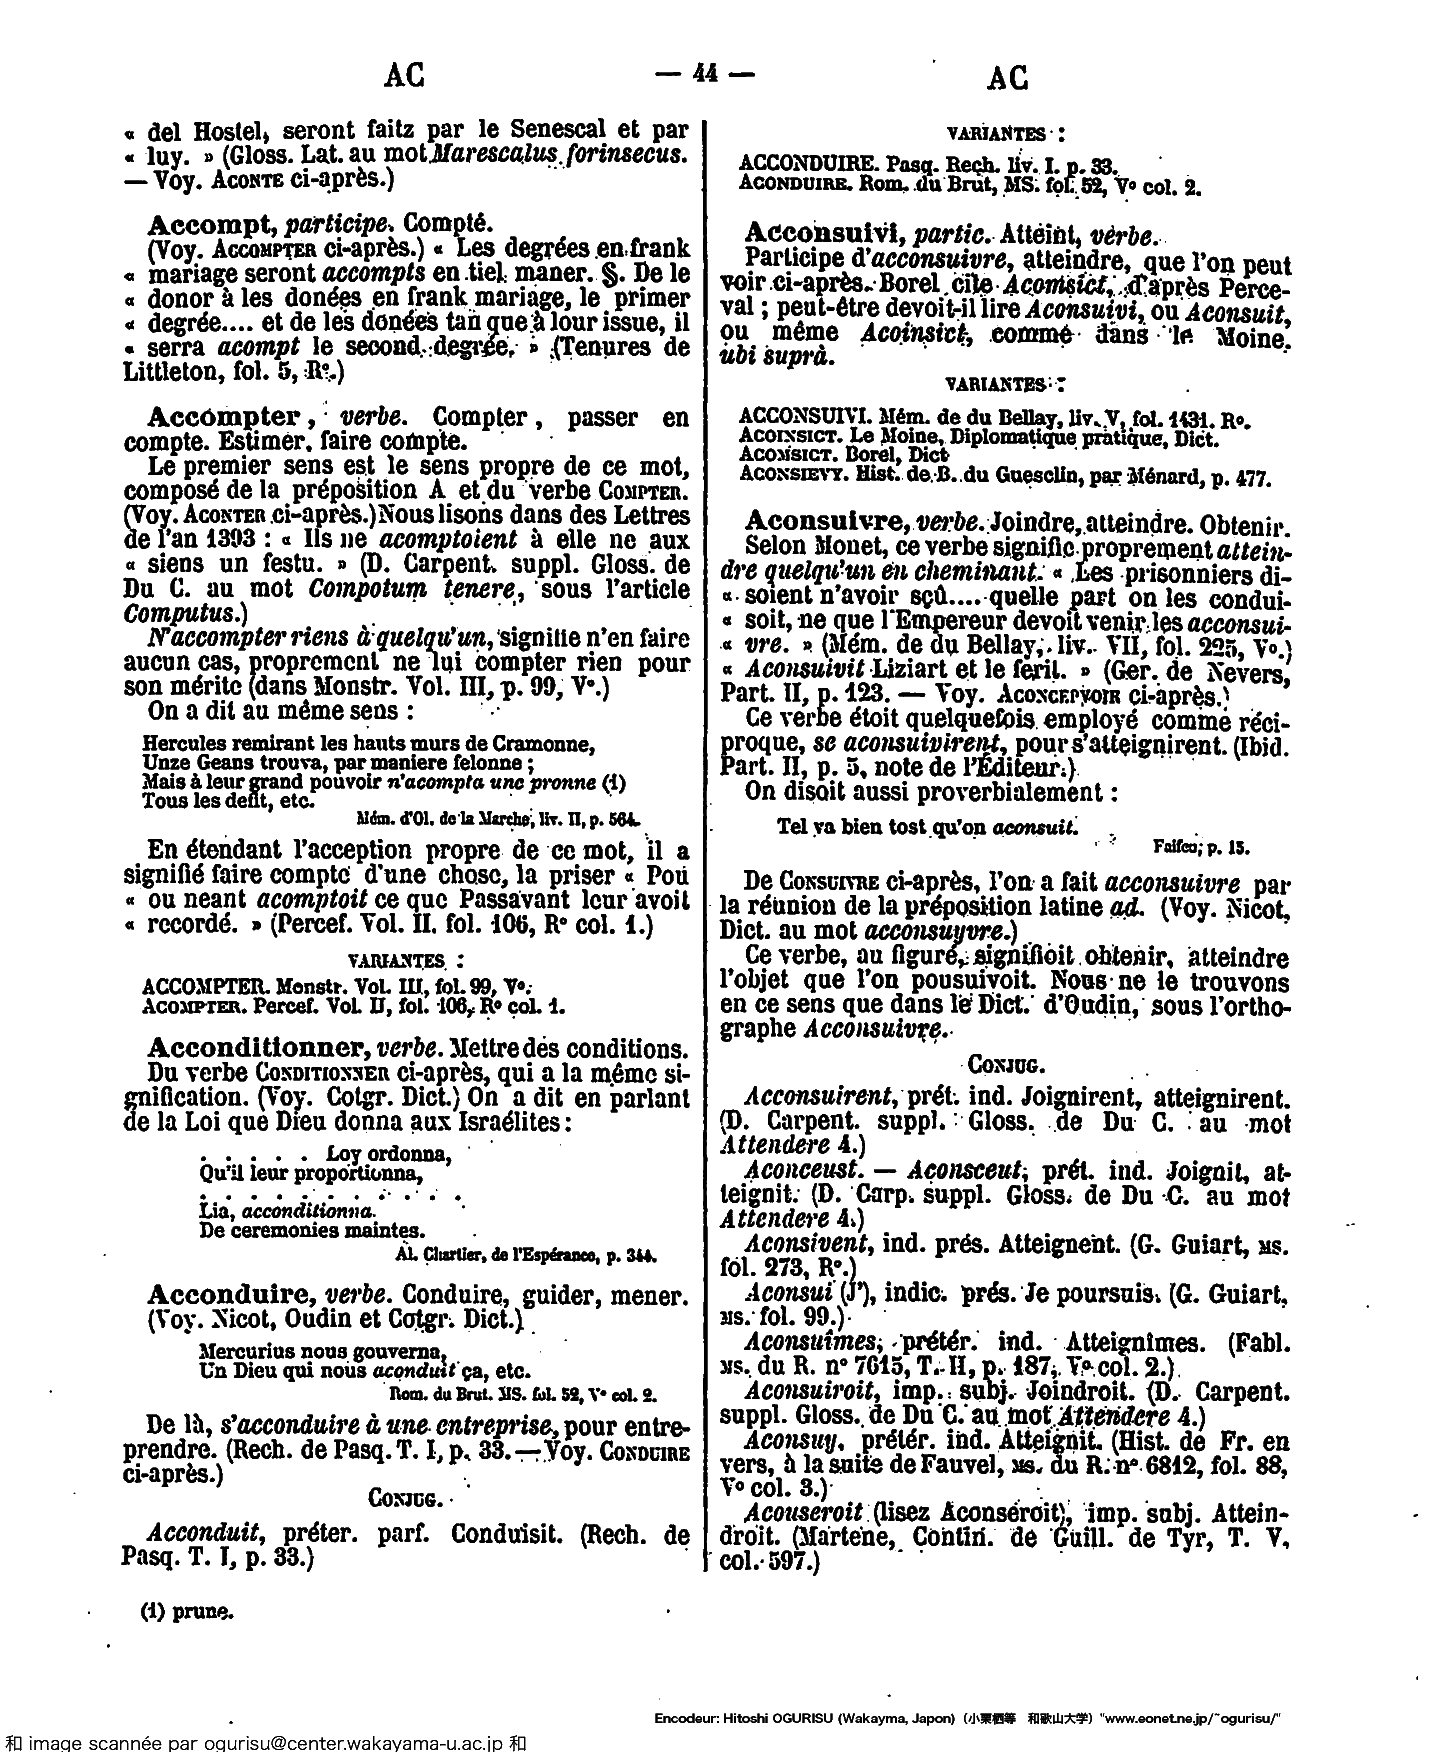 AC
— 44 —
AC
« del Hostel, seront faitz par le Senescal et par
« luy. » (Gloss. Lat. au mot Marescalus forinsecus.
— Voy. ACONTE ci-après.)
Accompt, participe. Compté.
(Voy. ACCOMPTER ci-après.) « Les degrées en frank
« mariage seront accompts en tiel maner. §. De le
« donor à les donées en frank mariage, le primer
« degrée.... et de les donées tan que à lour issue, il
« serra acompt le second degrée. » (Tenures de
Littleton, fol. 5, R°.)
Accompter, verbe. Compter, passer en
compte. Estimer, faire compte.
Le premier sens est le sens propre de ce mot,
composé de la préposition A et du verbe COMPTER.
(Voy. ACONTER ci-après.) Nous lisons dans des Lettres
de l'an 1393 : « Ils ne acomptoient à elle ne aux
« siens un festu. » (D. Carpent. suppl. Gloss. de
Du C. au mot Compotum tenere, sous l'article
Computus.)
N'accompter riens à quelqu'un, signifie n'en faire
aucun cas, proprement ne lui compter rien pour
son mérite (dans Monstr. Vol. III, p. 99, V°.)
On a dit au même sens :
Hercules remirant les hauts murs de Cramonne,
Unze Geans trouva, par maniere felonne ;
Mais à leur grand pouvoir n'acompta une pronne (1)
Tous les defit, etc.
Mém. d'Ol. de la Marche, liv. II, p. 564.
En étendant l'acception propre de ce mot, il a
signifié faire compte d'une chose, la priser « Pou
« ou neant acomptoit ce que Passavant leur avoit
« recordé. » (Percef. Vol. II. fol. 106, R° col. 1.)
VARIANTES :
ACCOMPTER. Monstr. Vol. III, fol. 99, V°.
ACOMPTER. Percef. Vol. II, fol. 106, R° col. 1.
Acconditionner, verbe. Mettre des conditions.
Du verbe CONDITIONNER ci-après, qui a la même si-
gnification. (Voy. Cotgr. Dict.) On a dit en parlant
de la Loi que Dieu donna aux Israélites :
. . . . . Loy ordonna,
Qu'il leur proportionna,
. . . . . . . . . . . .
Lia, acconditionna.
De ceremonies maintes.
Al. Chartier, de l'Espérance, p. 344.
Acconduire, verbe. Conduire, guider, mener.
(Voy. Nicot, Oudin et Cotgr. Dict.)
Mercurius nous gouverna,
Un Dieu qui nous aconduit ça, etc.
Rom. du Brut. MS. fol. 52, V° col. 2.
De là, s'acconduire à une entreprise, pour entre-
prendre. (Rech. de Pasq. T. I, p. 33. — Voy. CONDUIRE
ci-après.)
CONJUG.
Acconduit, préter. parf. Conduisit. (Rech. de
Pasq. T. I, p. 33.)
(1) prune.
VARIANTES :
ACCONDUIRE. Pasq. Rech. liv. I. p. 33.
ACONDUIRE. Rom. du Brut, MS. fol. 52, V° col. 2.
Acconsuivi, partic. Atteint, verbe.
Participe d'acconsuivre, atteindre, que l'on peut
voir ci-après. Borel cite Acomsict, d'après Perce-
val ; peut-être devoit-il lire Aconsuivi, ou Aconsuit,
ou même Acoinsict, comme dans le Moine.
ubi suprà.
VARIANTES :
ACCONSUIVI. Mém. de du Bellay, liv. V, fol. 1431. R°.
ACOINSICT. Le Moine, Diplomatique pratique, Dict.
ACOMSICT. Borel, Dict
ACONSIEVY. Hist. de B. du Guesclin, par Ménard, p. 477.
Aconsuivre, verbe. Joindre, atteindre. Obtenir.
Selon Monet, ce verbe signifie proprement attein-
dre quelqu'un en cheminant. « Les prisonniers di-
« soient n'avoir sçû.... quelle part on les condui-
« soit, ne que l'Empereur devoit venir les acconsui-
« vre. » (Mém. de du Bellay, liv. VII, fol. 225, V°.)
« Aconsuivit Liziart et le ferit. » (Ger. de Nevers,
Part. II, p. 123. — Voy. ACONCEPVOIR ci-après.)
Ce verbe étoit quelquefois employé comme réci-
proque, se aconsuivirent, pour s'atteignirent. (Ibid.
Part. II, p. 5, note de l'Éditeur.)
On disoit aussi proverbialement :
Tel va bien tost qu'on aconsuit.
Faifeu, p. 15.
De CONSUIVRE ci-après, l'on a fait acconsuivre par
la réunion de la préposition latine ad. (Voy. Nicot,
Dict. au mot acconsuyvre.)
Ce verbe, au figuré, signifioit obtenir, atteindre
l'objet que l'on pousuivoit. Nous ne le trouvons
en ce sens que dans le Dict. d'Oudin, sous l'ortho-
graphe Acconsuivre.
CONJUG.
Acconsuirent, prét. ind. Joignirent, atteignirent.
(D. Carpent. suppl. Gloss. de Du C. au mot
Attendere 4.)
Aconceust. — Aconsceut, prét. ind. Joignit, at-
teignit. (D. Carp. suppl. Gloss. de Du C. au mot
Attendere 4.)
Aconsivent, ind. prés. Atteignent. (G. Guiart, MS.
fol. 273, R°.)
Aconsui (J'), indic. prés. Je poursuis. (G. Guiart,
MS. fol. 99.)
Aconsuîmes, prétér. ind. Atteignîmes. (Fabl.
MS. du R. n° 7615, T. II, p. 187, V° col. 2.)
Aconsuiroit, imp. subj. Joindroit. (D. Carpent.
suppl. Gloss. de Du C. au mot Attendere 4.)
Aconsuy, prétér. ind. Atteignit. (Hist. de Fr. en
vers, à la suite de Fauvel, MS. du R. n° 6812, fol. 88,
V° col. 3.)
Acouseroit (lisez Aconseroit), imp. subj. Attein-
droit. (Martene, Contin. de Guill. de Tyr, T. V,
col. 597.)
Encodeur: Hitoshi OGURISU (Wakayma, Japon) (小栗栖等 和歌山大学) "www.eonet.ne.jp/~ogurisu/"
和 image scannée par ogurisu@center.wakayama-u.ac.jp 和